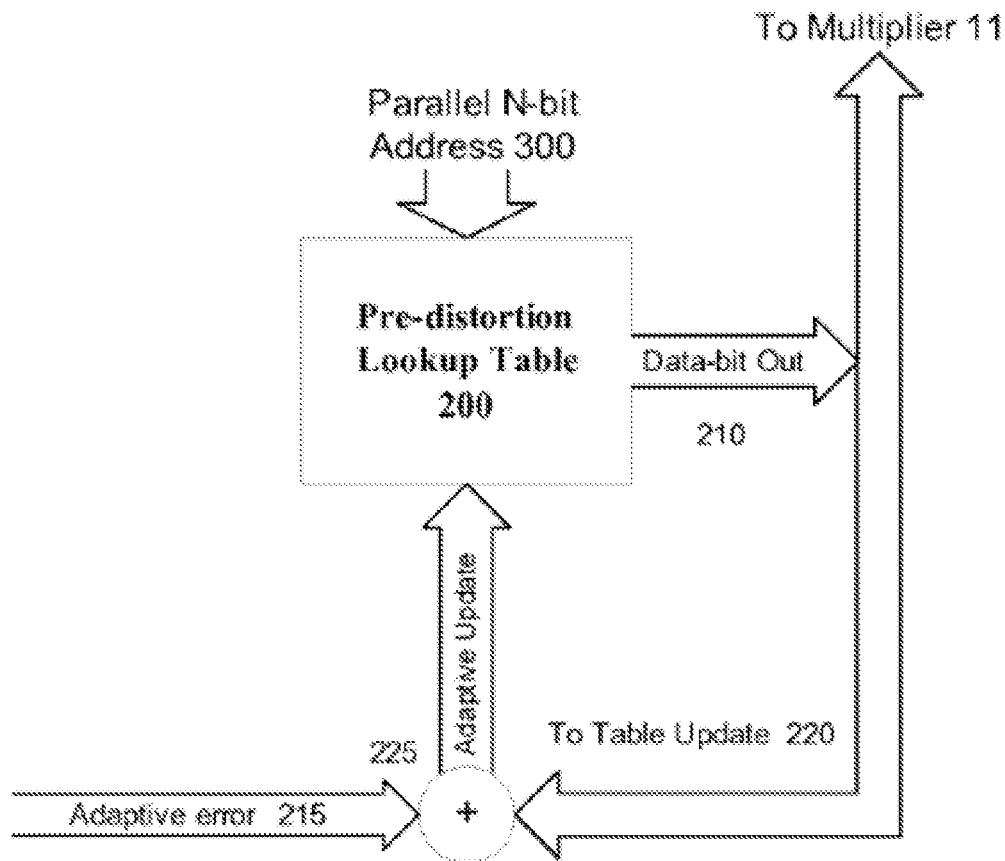 To Multiplier 11
Parallel N-bit
Address 300
Pre-distortion
Lookup Table
200
Data-bit Out
210
Adaptive Update
To Table Update 220
225
+
Adaptive error 215